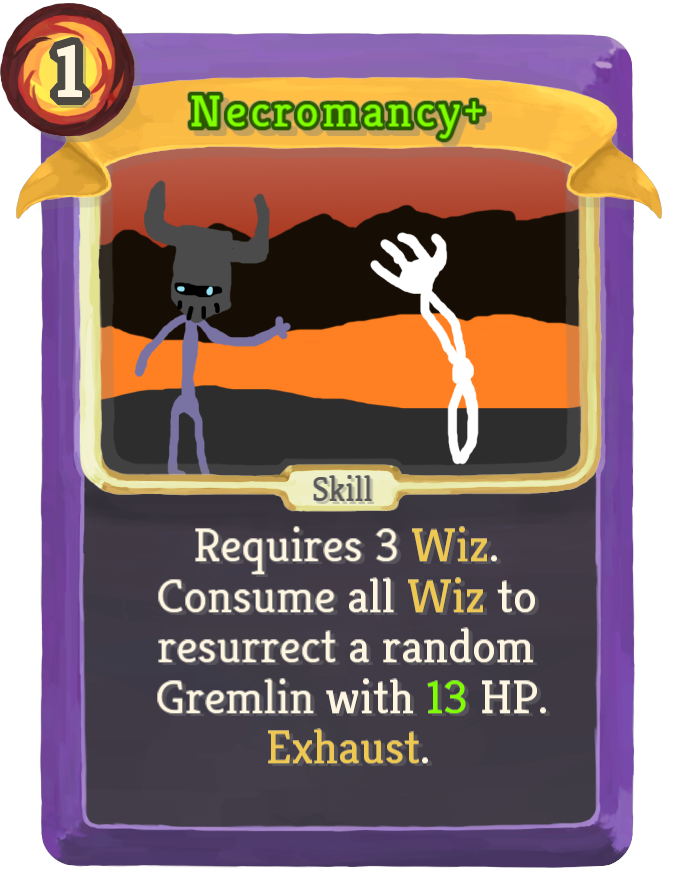 1
Necromancy+
Skill
Requires 3 Wiz.
Consume all Wiz to
resurrect a random
Gremlin with 13 HP.
Exhaust.